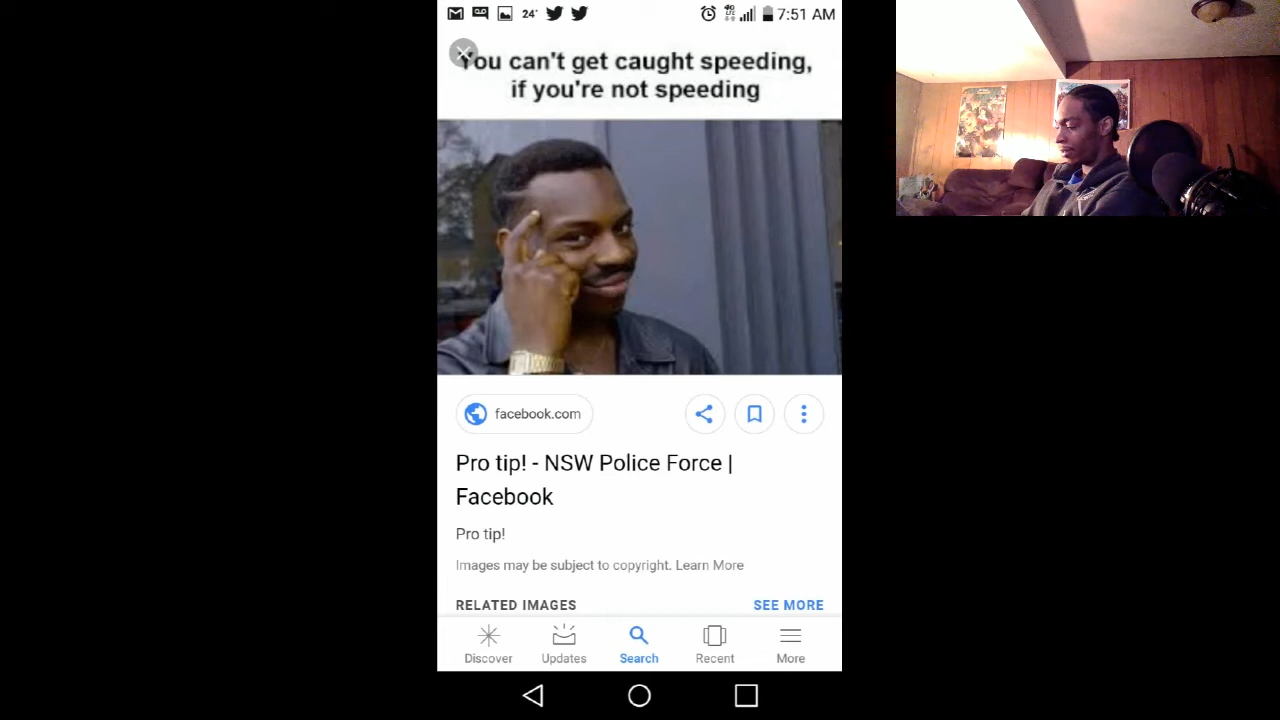 24°
7:51 AM
You can't get caught speeding,
if you're not speeding
facebook.com
Pro tip! - NSW Police Force |
Facebook
Pro tip!
Images may be subject to copyright. Learn More
RELATED IMAGES SEE MORE
Discover Updates Search Recent More